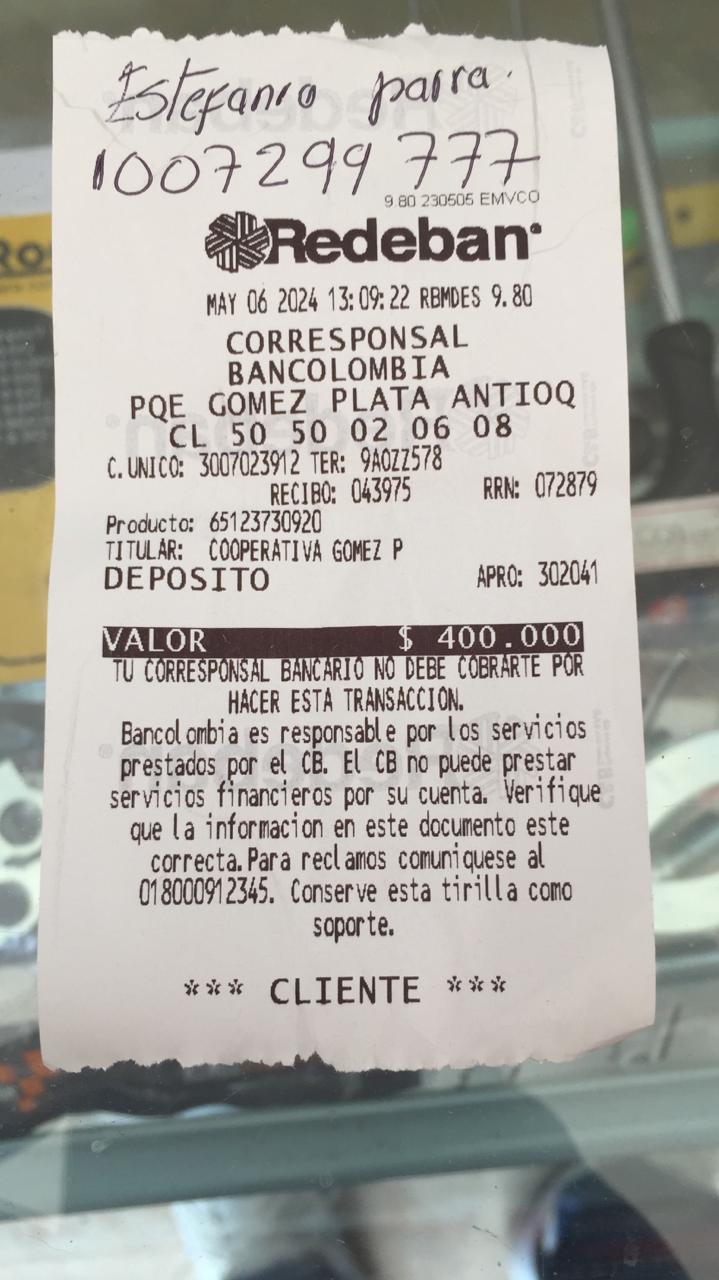 Estefania parra.
1007299777
9.80 230505 EMVCO
Redeban
MAY 06 2024 13:09:22 RBMDES 9.80
CORRESPONSAL
BANCOLOMBIA
PQE GOMEZ PLATA ANTIOQ
CL 50 50 02 06 08
C.UNICO: 3007023912 TER: 9AOZZ578
RECIBO: 043975 RRN: 072879
Producto: 65123730920
TITULAR: COOPERATIVA GOMEZ P
DEPOSITO APRO: 302041
VALOR $ 400.000
TU CORRESPONSAL BANCARIO NO DEBE COBRARTE POR
HACER ESTA TRANSACCION.
Bancolombia es responsable por los servicios
prestados por el CB. El CB no puede prestar
servicios financieros por su cuenta. Verifique
que la informacion en este documento este
correcta.Para reclamos comuniquese al
018000912345. Conserve esta tirilla como
soporte.
*** CLIENTE ***